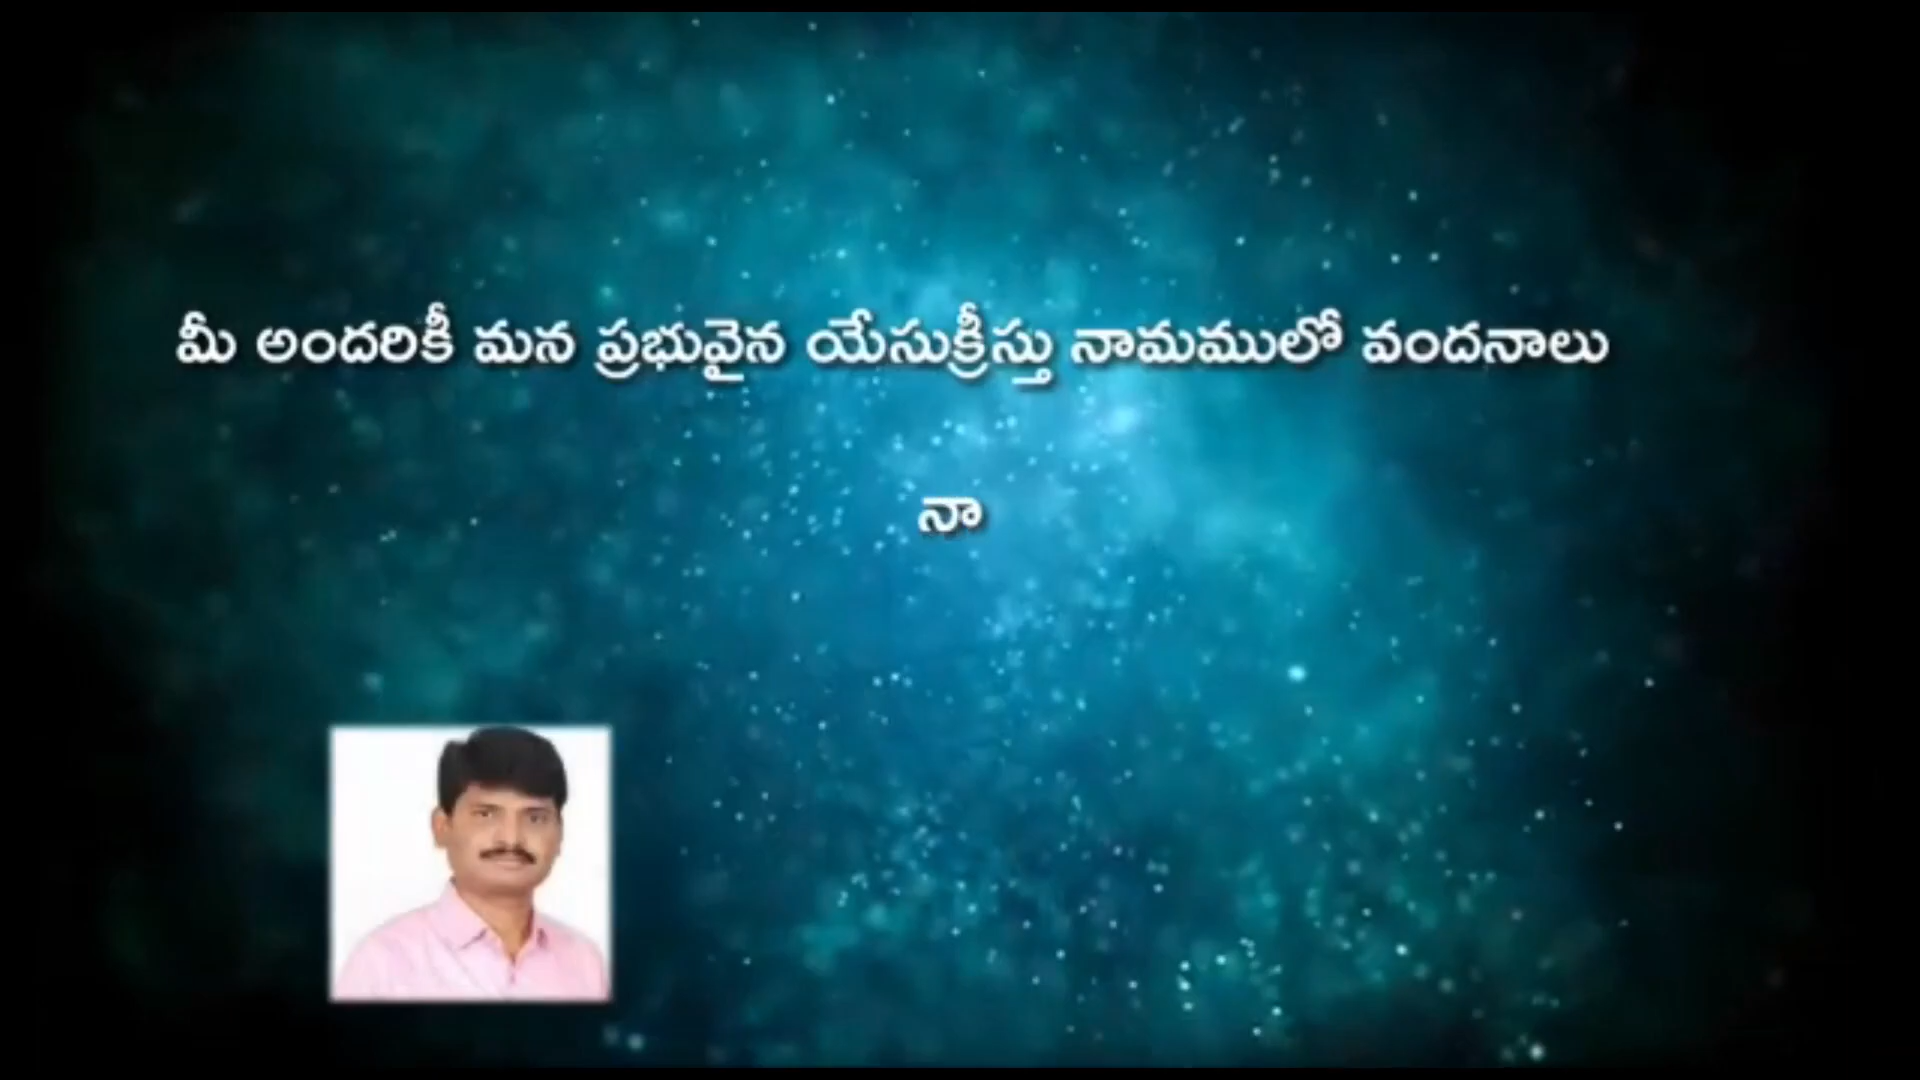 మీ అందరికీ మన ప్రభువైన యేసుక్రీస్తు నామములో వందనాలు
నా